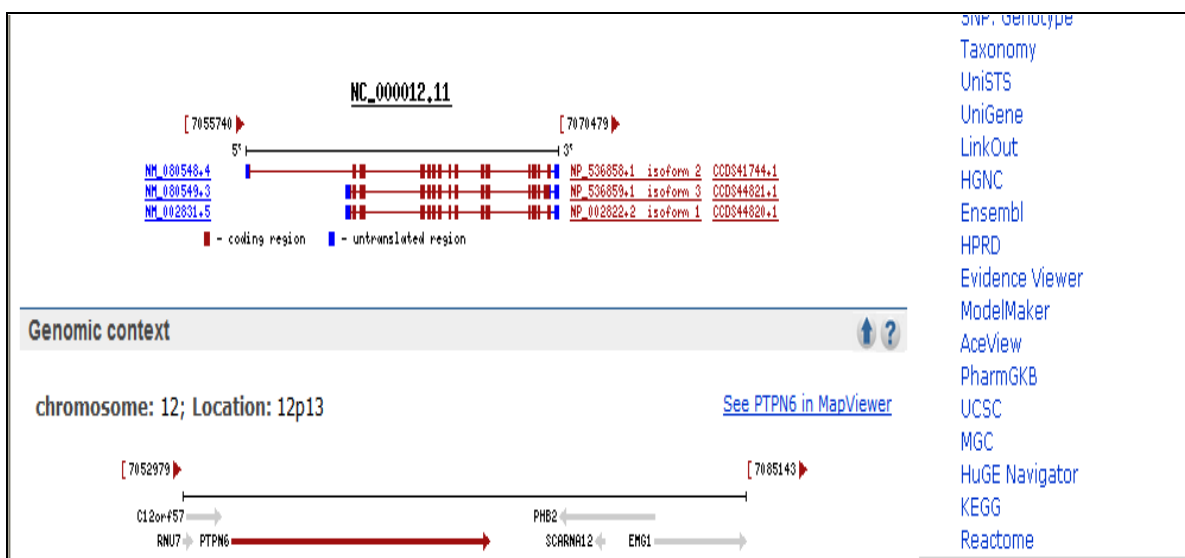 NC_000012.11
[ 7055740 [ 7070479
5' 3'
NM_080548.4 NP_536858.1 isoform 2 CCDS41744.1
NM_080549.3 NP_536859.1 isoform 3 CCDS44821.1
NM_002831.5 NP_002822.2 isoform 1 CCDS44820.1
- coding region - untranslated region
Genomic context
?
chromosome: 12; Location: 12p13 See PTPN6 in MapViewer
[ 7052979 [ 7085143
C12orf57 PHB2
RNU7 PTPN6 SCARNA12 EMG1
SNP: Genotype
Taxonomy
UniSTS
UniGene
LinkOut
HGNC
Ensembl
HPRD
Evidence Viewer
ModelMaker
AceView
PharmGKB
UCSC
MGC
HuGE Navigator
KEGG
Reactome